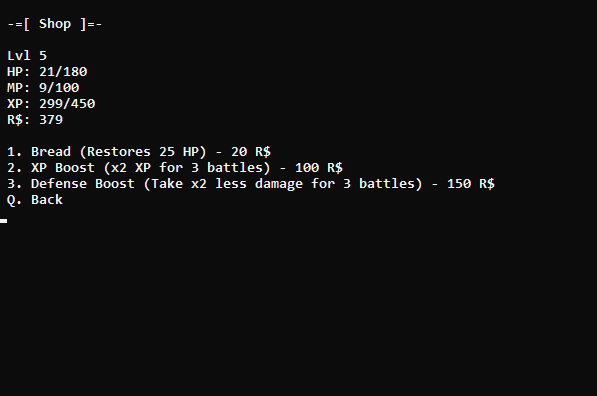 -=[ Shop ]=-
Lvl 5
HP: 21/180
MP: 9/100
XP: 299/450
R$: 379
1. Bread (Restores 25 HP) - 20 R$
2. XP Boost (x2 XP for 3 battles) - 100 R$
3. Defense Boost (Take x2 less damage for 3 battles) - 150 R$
Q. Back